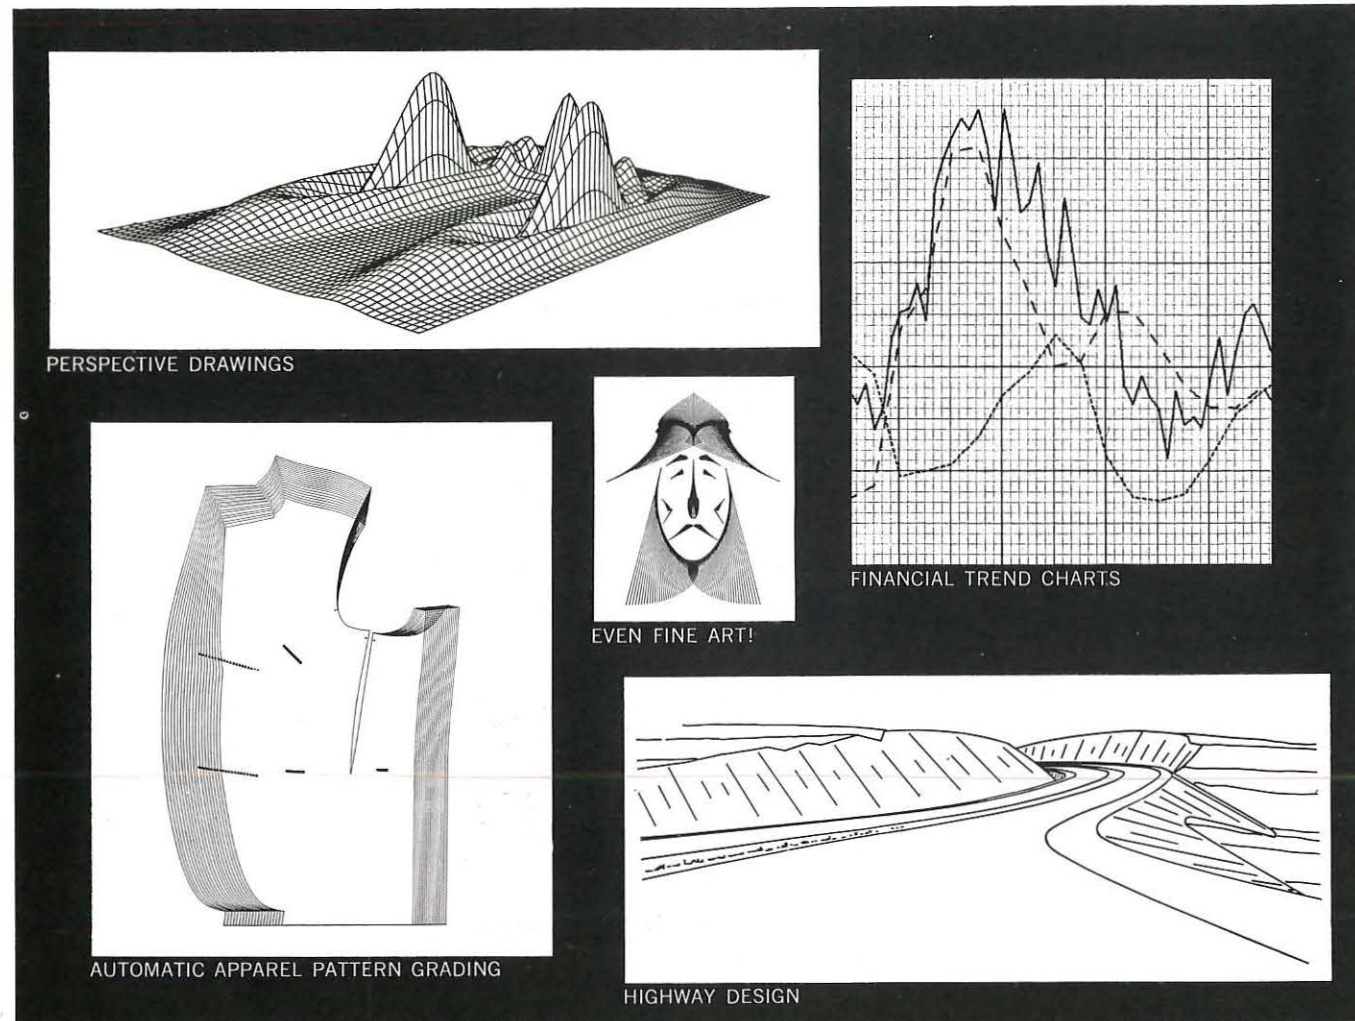 PERSPECTIVE DRAWINGS
FINANCIAL TREND CHARTS
EVEN FINE ART!
AUTOMATIC APPAREL PATTERN GRADING
HIGHWAY DESIGN